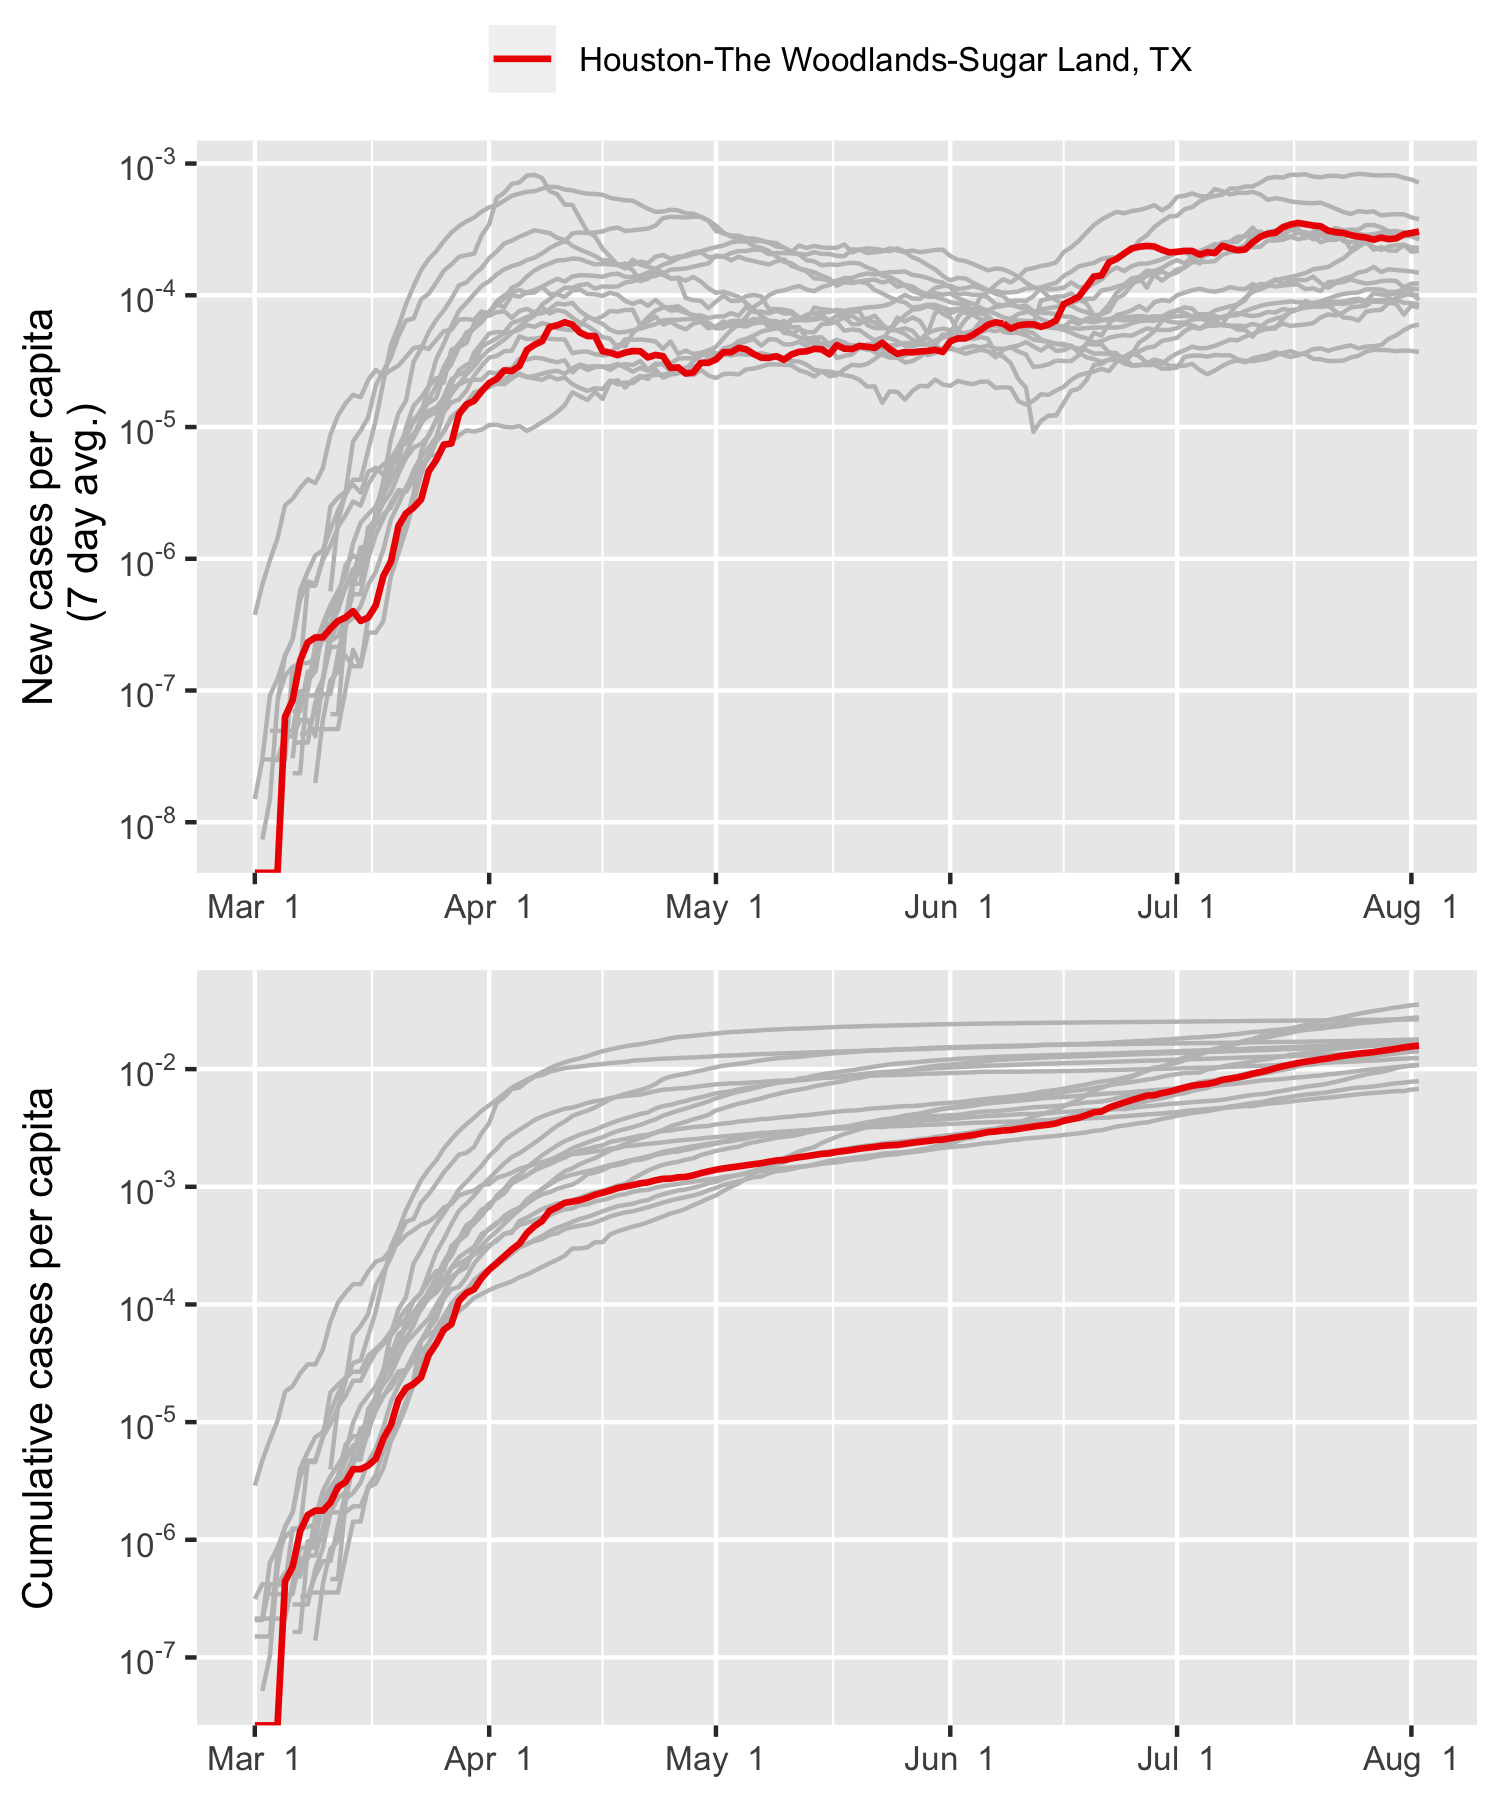 Houston-The Woodlands-Sugar Land, TX
New cases per capita
(7 day avg.)
10-3
10-4
10-5
10-6
10-7
10-8
Mar 1 Apr 1 May 1 Jun 1 Jul 1 Aug 1
Cumulative cases per capita
10-2
10-3
10-4
10-5
10-6
10-7
Mar 1 Apr 1 May 1 Jun 1 Jul 1 Aug 1